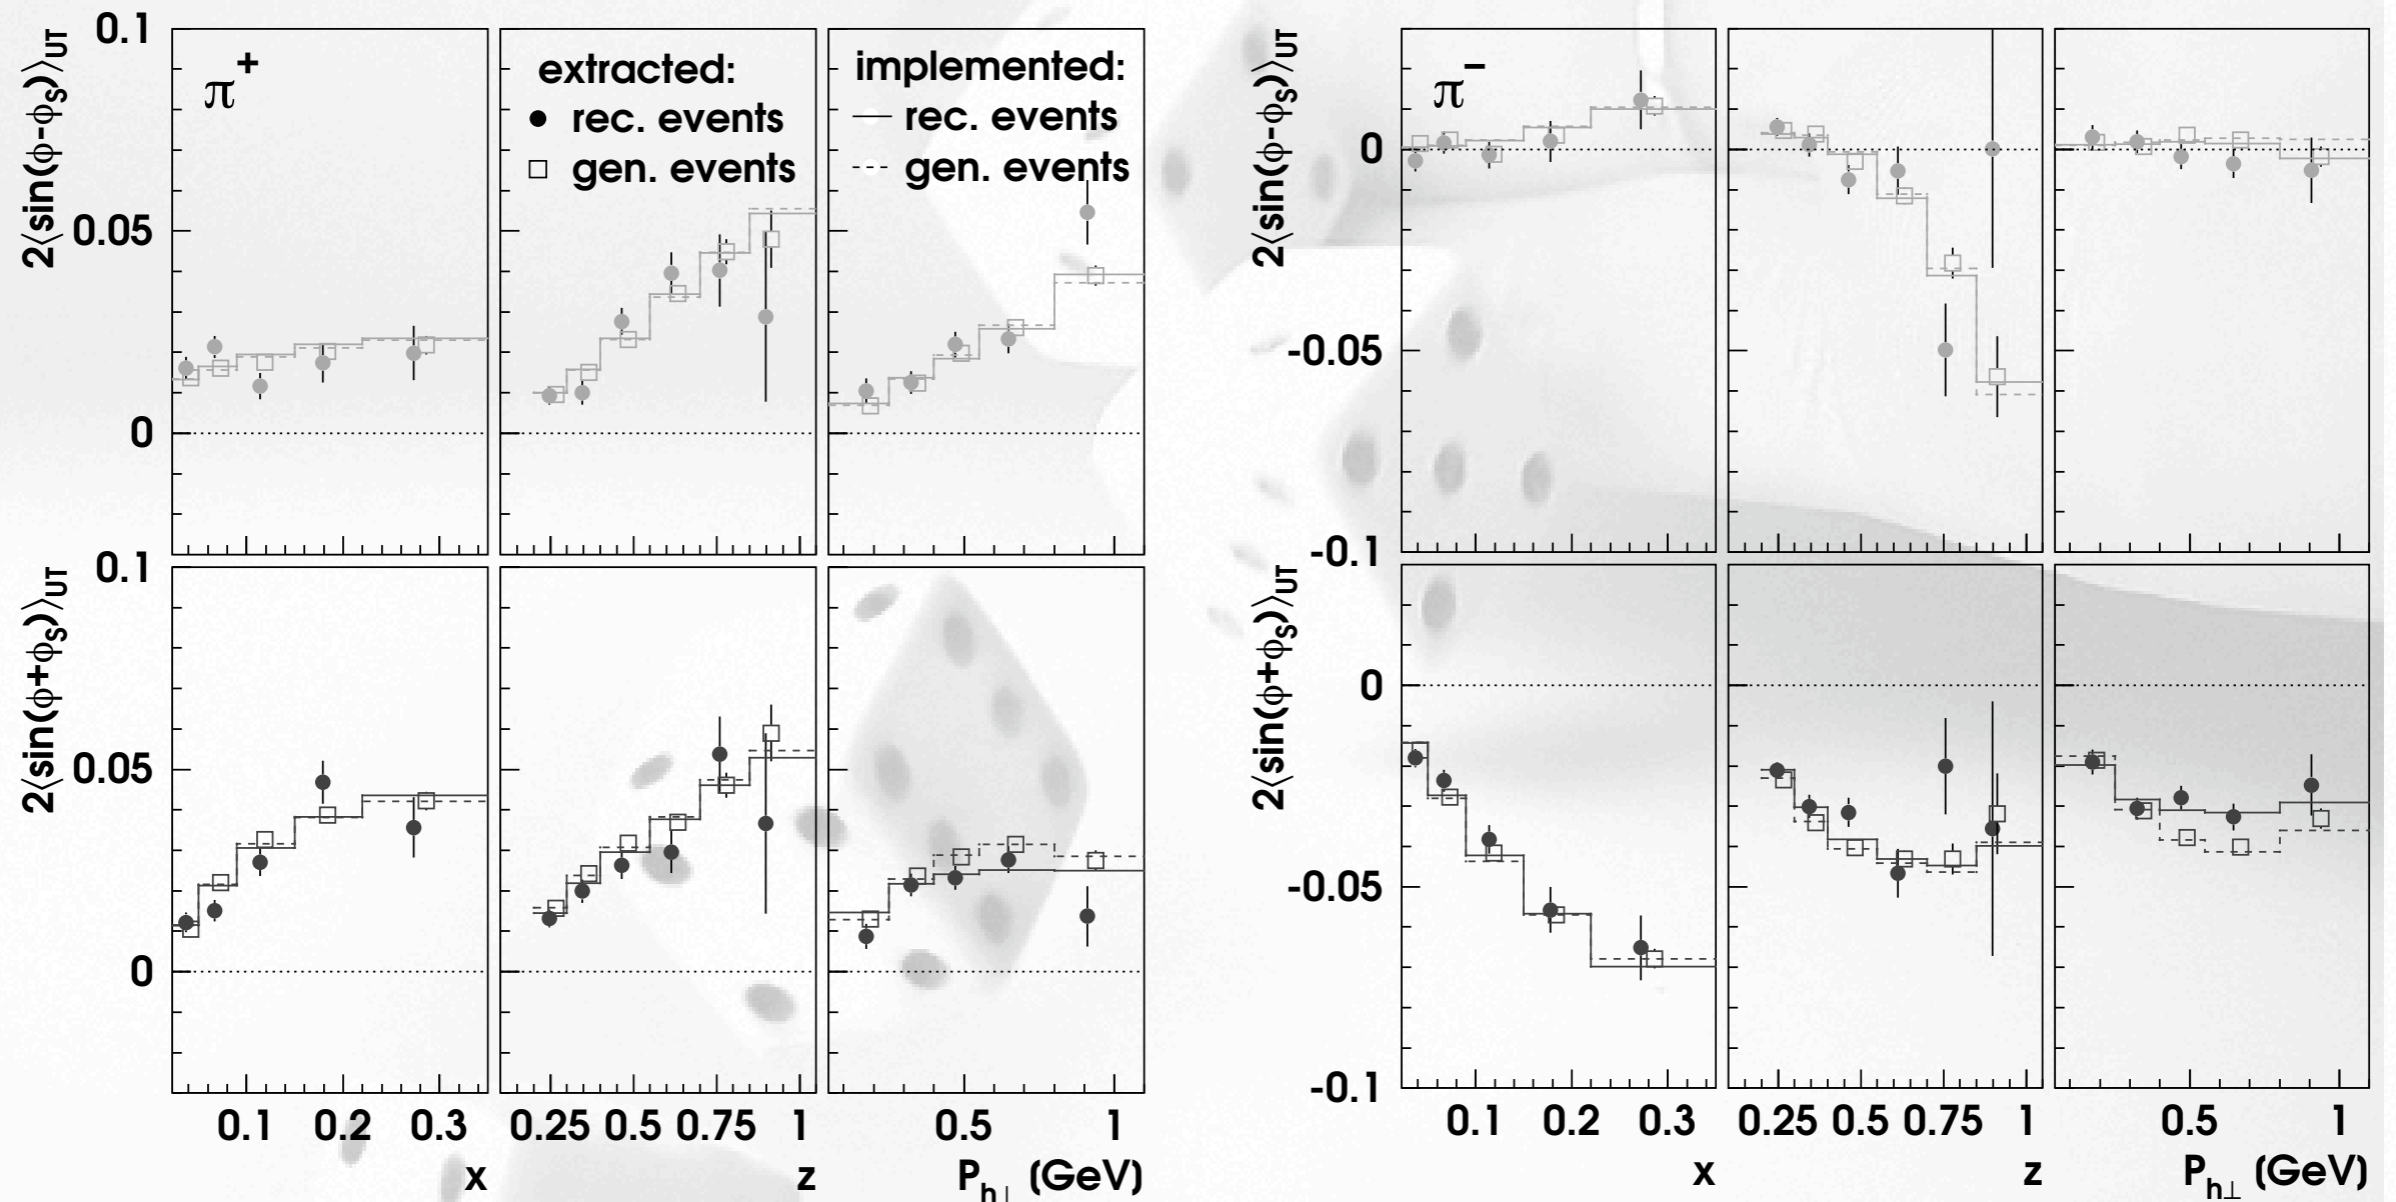 0.1
0.05
0
2⟨sin(ϕ-ϕS)⟩UT
π+
extracted:
rec. events
gen. events
implemented:
rec. events
gen. events
0.1
0.05
0
2⟨sin(ϕ+ϕS)⟩UT
0.1 0.2 0.3
x
0.25 0.5 0.75 1
z
0.5 1
Ph⊥ (GeV)
0
-0.05
-0.1
2⟨sin(ϕ-ϕS)⟩UT
π−
0
-0.05
-0.1
2⟨sin(ϕ+ϕS)⟩UT
0.1 0.2 0.3
x
0.25 0.5 0.75 1
z
0.5 1
Ph⊥ (GeV)